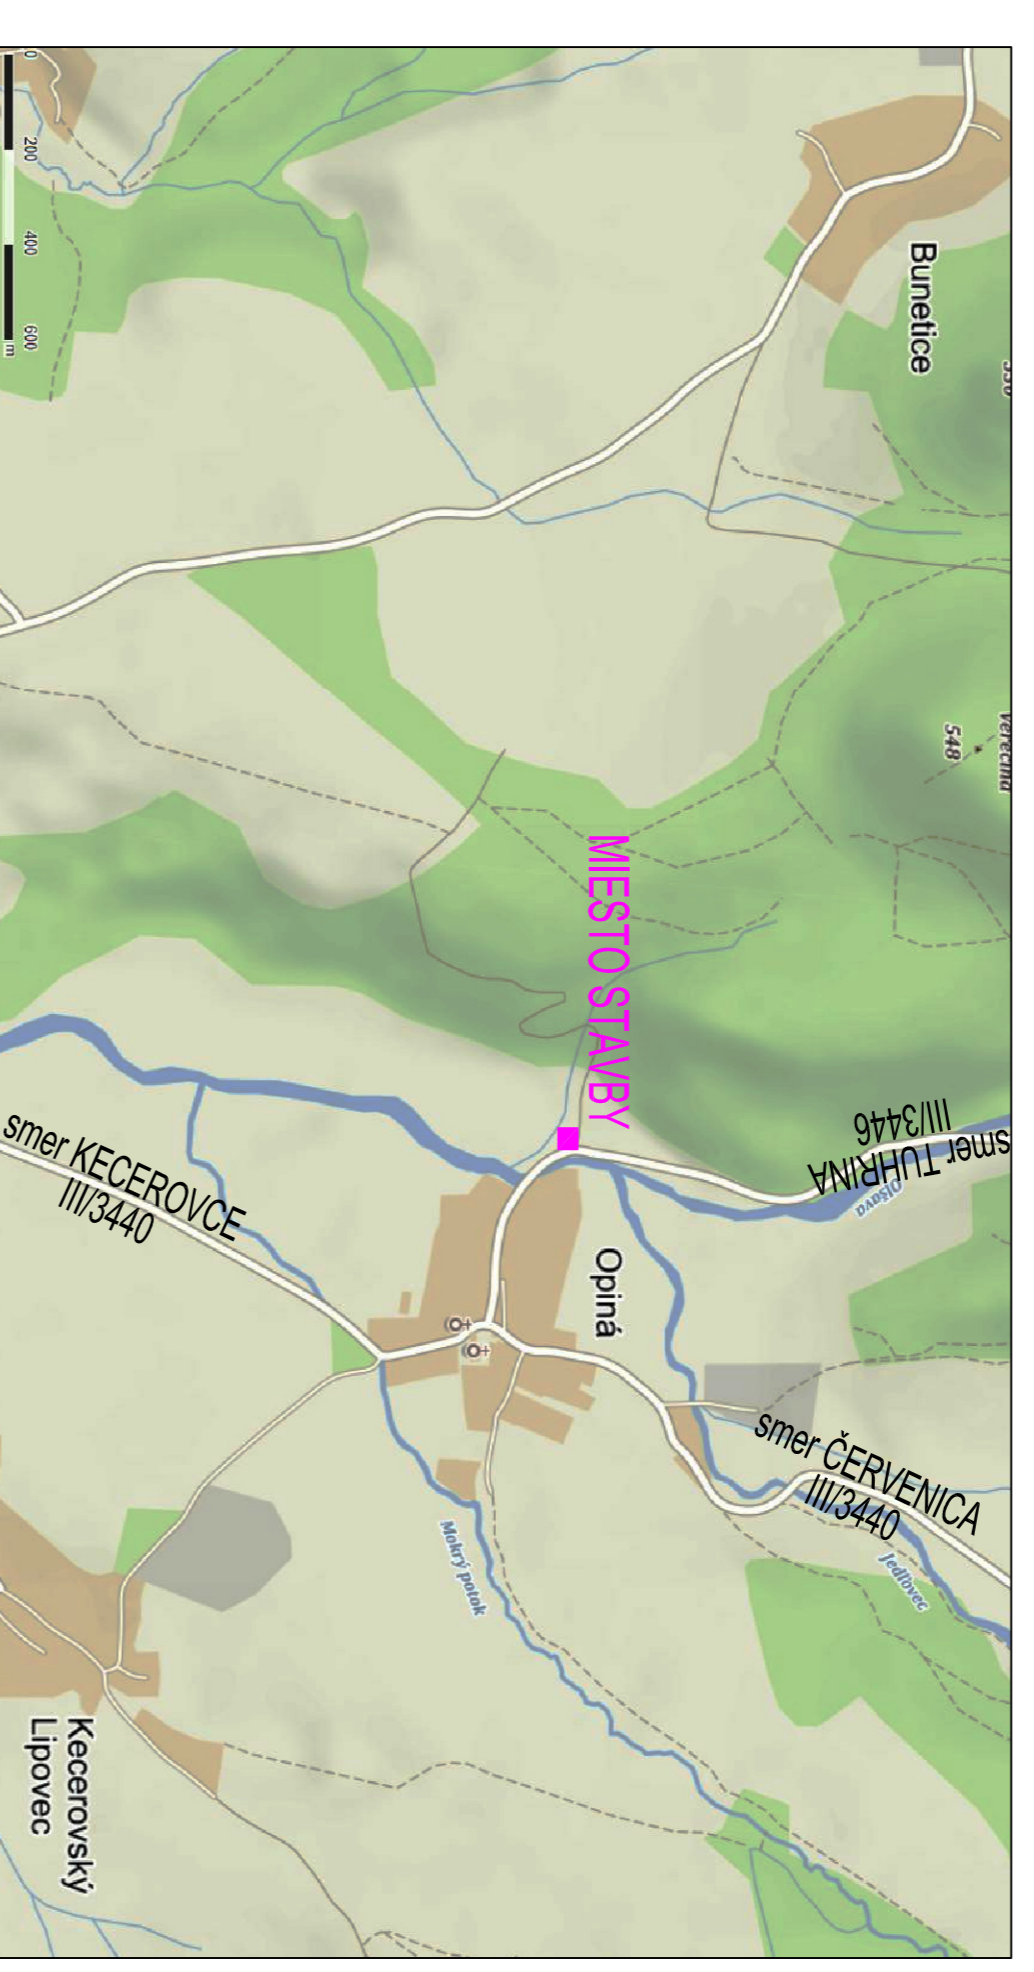 Bunetice
548
MIESTO STAVBY
smer TUHRINA
III/3446
Olšava
Opiná
smer KECEROVCE
III/3440
smer ČERVENICA
III/3440
Jedľovec
Mokrý potok
Kecerovský
Lipovec
0 200 400 600
m